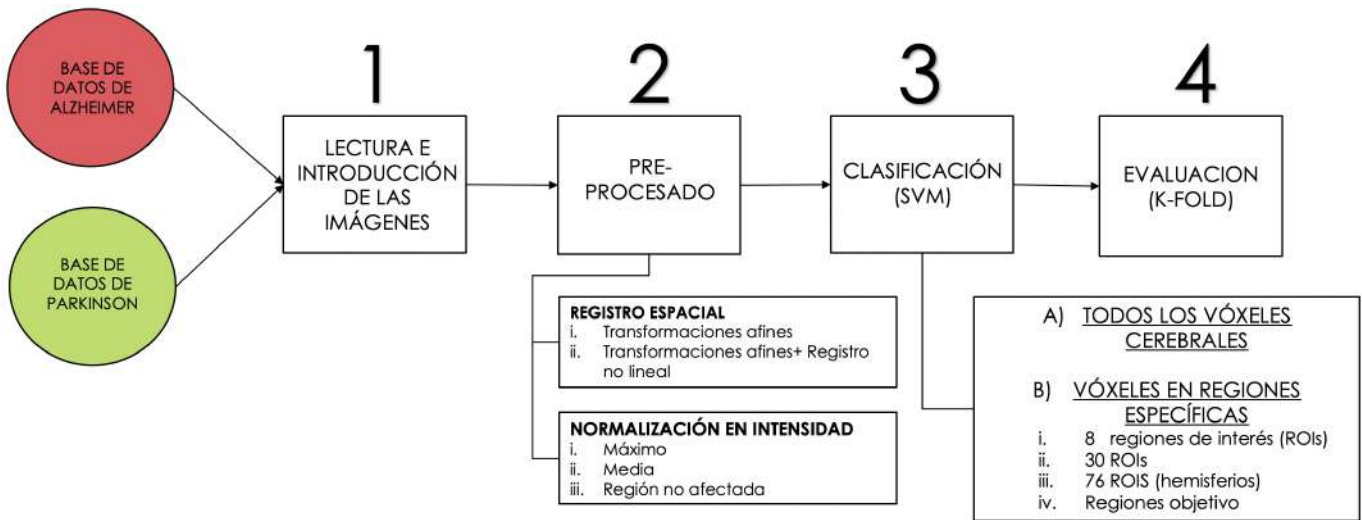 BASE DE
DATOS DE
ALZHEIMER
BASE DE
DATOS DE
PARKINSON
1
LECTURA E
INTRODUCCIÓN
DE LAS
IMÁGENES
2
PRE-
PROCESADO
3
CLASIFICACIÓN
(SVM)
4
EVALUACION
(K-FOLD)
REGISTRO ESPACIAL
i. Transformaciones afines
ii. Transformaciones afines+ Registro
no lineal
NORMALIZACIÓN EN INTENSIDAD
i. Máximo
ii. Media
iii. Región no afectada
A) TODOS LOS VÓXELES
CEREBRALES
B) VÓXELES EN REGIONES
ESPECÍFICAS
i. 8 regiones de interés (ROIs)
ii. 30 ROIs
iii. 76 ROIS (hemisferios)
iv. Regiones objetivo